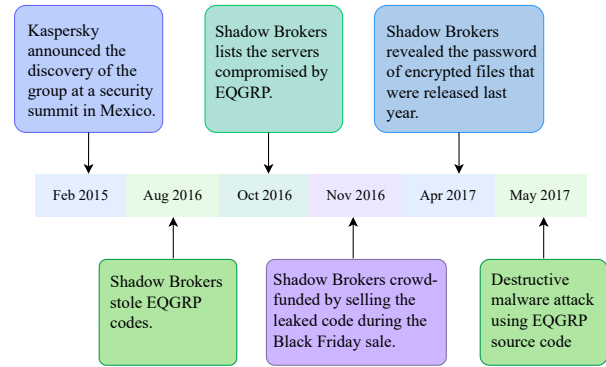 Kaspersky
announced the
discovery of the
group at a security
summit in Mexico.
Shadow Brokers
lists the servers
compromised by
EQGRP.
Shadow Brokers
revealed the password
of encrypted files that
were released last
year.
Feb 2015
Aug 2016
Oct 2016
Nov 2016
Apr 2017
May 2017
Shadow Brokers
stole EQGRP
codes.
Shadow Brokers crowd-
funded by selling the
leaked code during the
Black Friday sale.
Destructive
malware attack
using EQGRP
source code